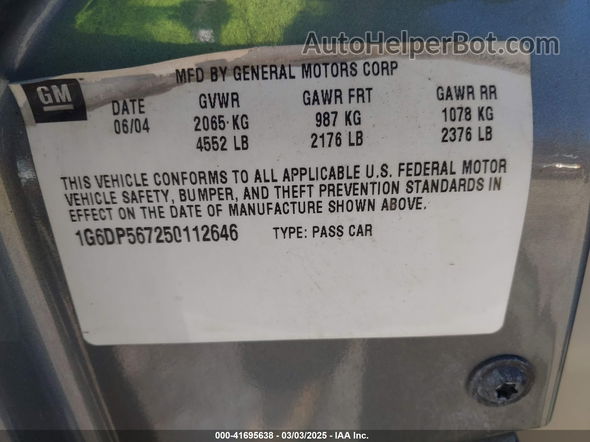 AutoHelperBot.com
MFD BY GENERAL MOTORS CORP
GM
DATE GVWR GAWR FRT GAWR RR
06/04 2065 KG 987 KG 1078 KG
4552 LB 2176 LB 2376 LB
THIS VEHICLE CONFORMS TO ALL APPLICABLE U.S. FEDERAL MOTOR
VEHICLE SAFETY, BUMPER, AND THEFT PREVENTION STANDARDS IN
EFFECT ON THE DATE OF MANUFACTURE SHOWN ABOVE.
1G6DP567250112646 TYPE: PASS CAR
000-41695638 - 03/03/2025 - IAA Inc.